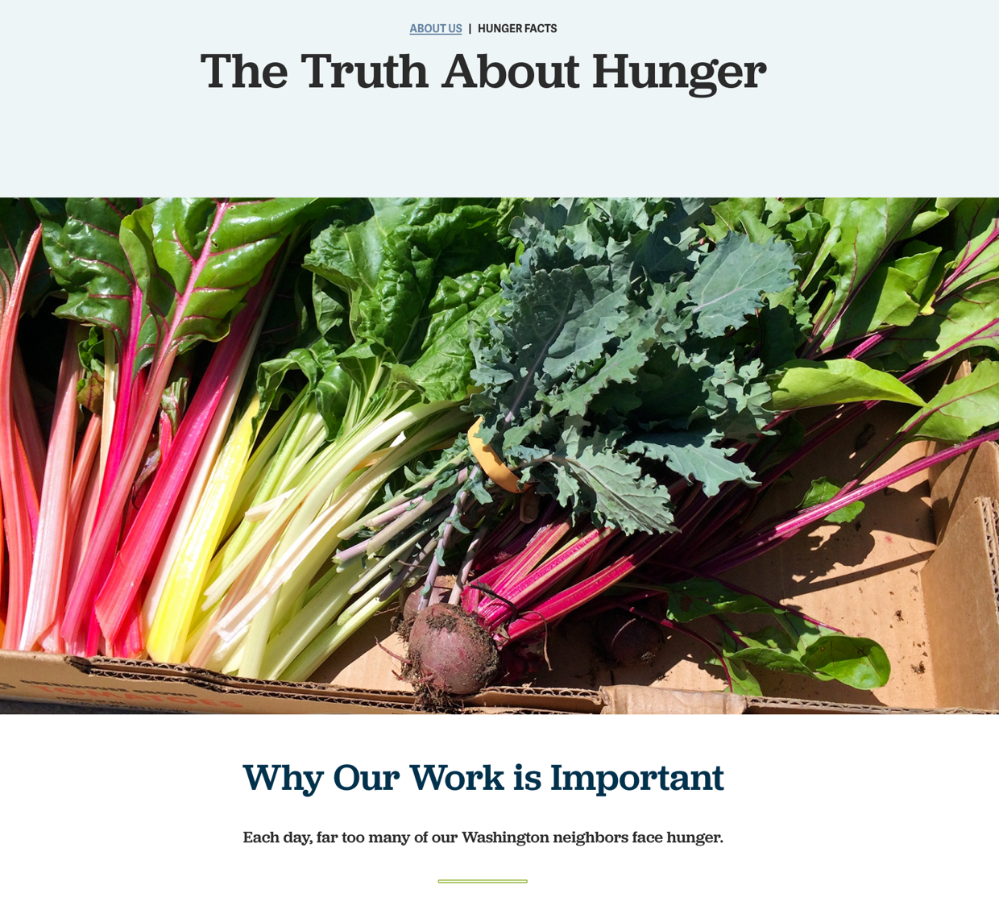 ABOUT US | HUNGER FACTS
The Truth About Hunger
TOMATOES
Why Our Work is Important
Each day, far too many of our Washington neighbors face hunger.